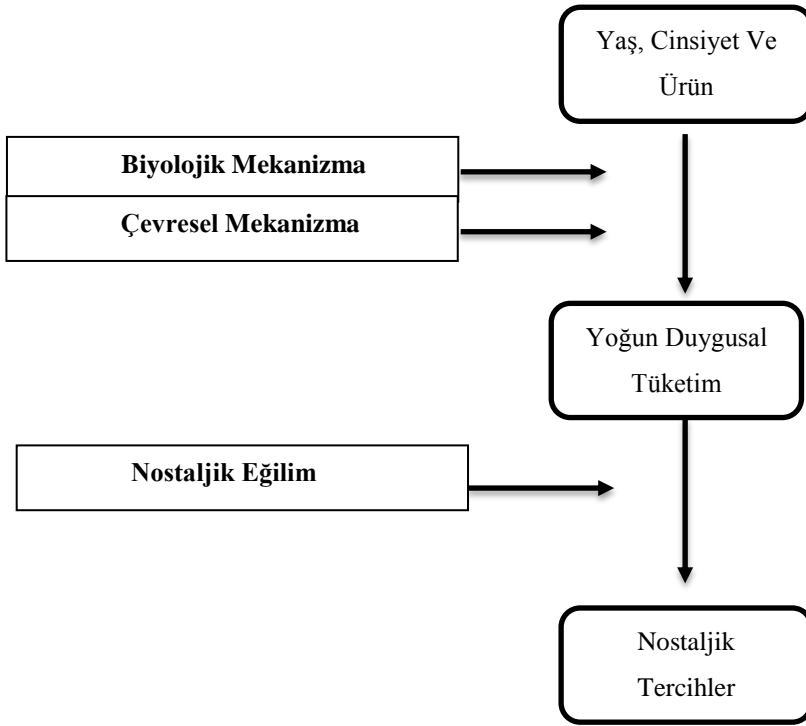 Yaş, Cinsiyet Ve
Ürün
Biyolojik Mekanizma
Çevresel Mekanizma
Yoğun Duygusal
Tüketim
Nostaljik Eğilim
Nostaljik
Tercihler